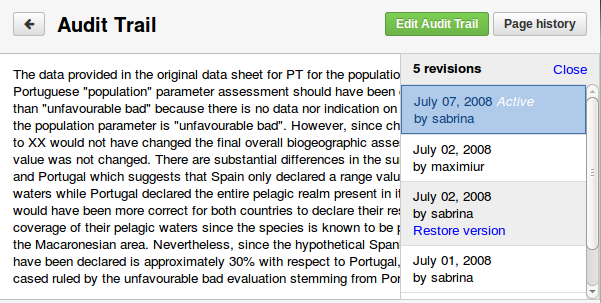 Audit Trail
Edit Audit Trail
Page history
The data provided in the original data sheet for PT for the populatio
Portuguese "population" parameter assessment should have been
than "unfavourable bad" because there is no data nor indication on
the population parameter is "unfavourable bad". However, since ch
to XX would not have changed the final overall biogeographic asse
value was not changed. There are substantial differences in the su
and Portugal which suggests that Spain only declared a range valu
waters while Portugal declared the entire pelagic realm present in it
would have been more correct for both countries to declare their res
coverage of their pelagic waters since the species is known to be p
the Macaronesian area. Nevertheless, since the hypothetical Span
have been declared is approximately 30% with respect to Portugal,
cased ruled by the unfavourable bad evaluation stemming from Por
5 revisions
Close
July 07, 2008 Active
by sabrina
July 02, 2008
by maximiur
July 02, 2008
by sabrina
Restore version
July 01, 2008
by sabrina